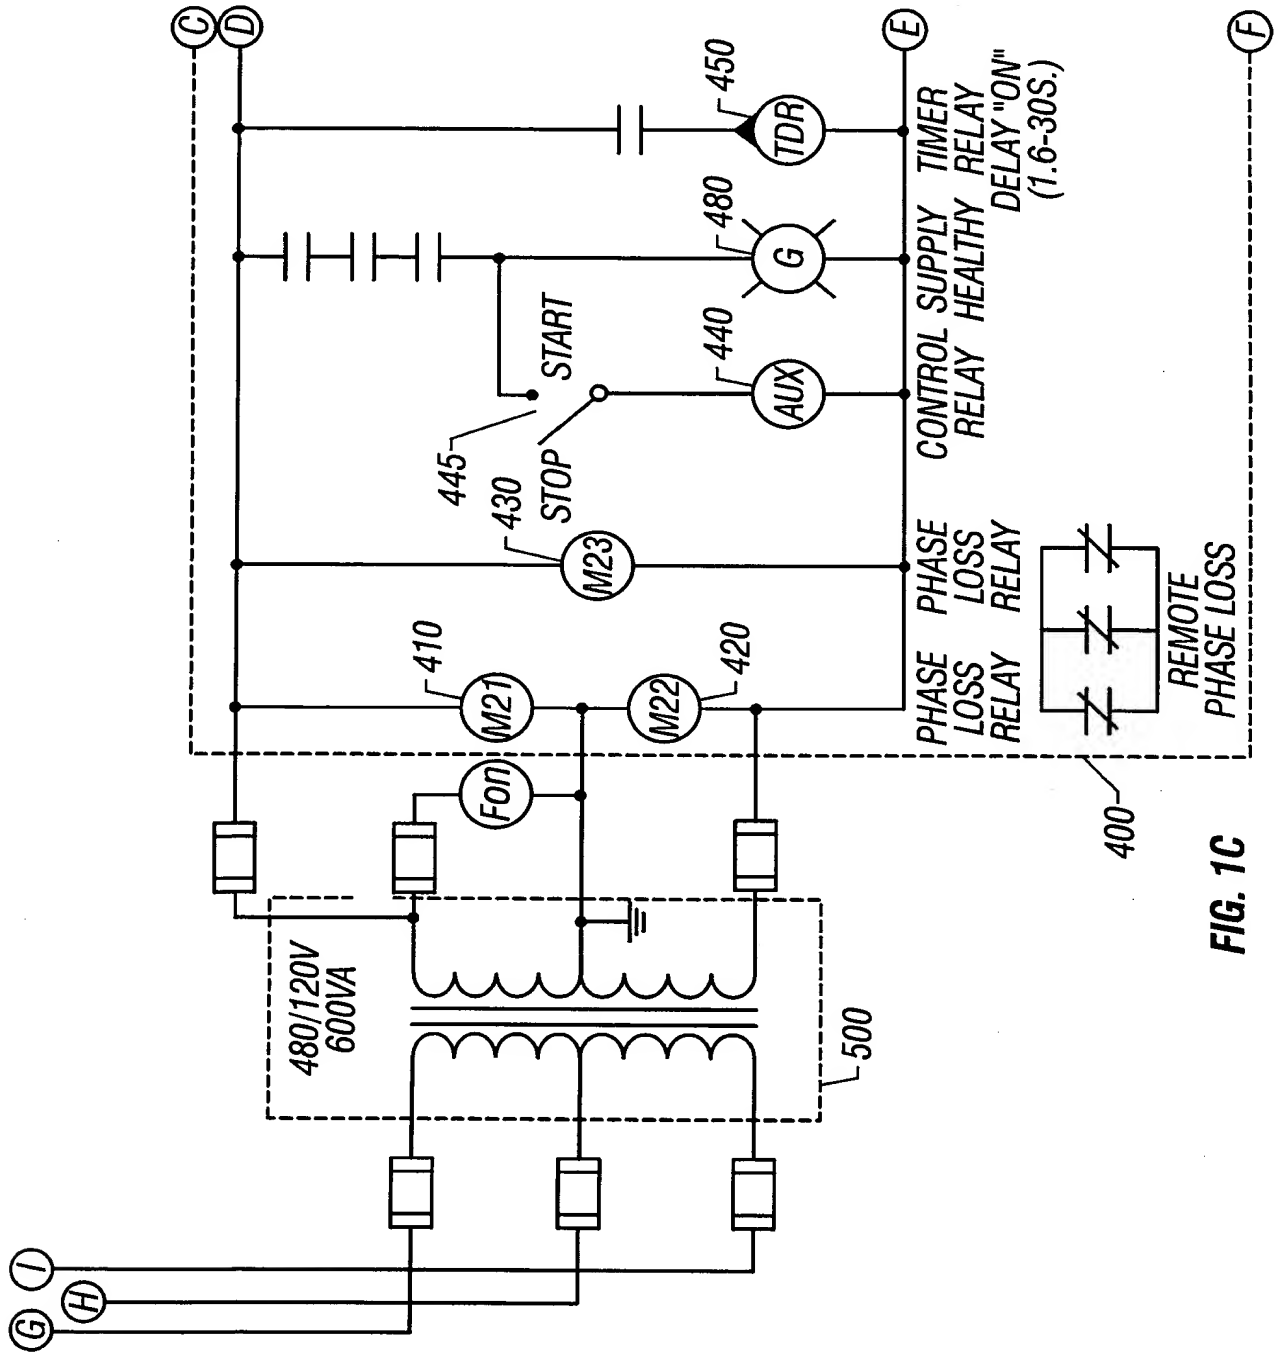 G
H
I
480/120V
600VA
500
Fon
M21
410
M22
420
M23
430
445
START
STOP
AUX
440
G
480
TDR
450
C
D
E
F
PHASE
LOSS
RELAY
PHASE
LOSS
RELAY
CONTROL
RELAY
SUPPLY
HEALTHY
TIMER
RELAY
DELAY "ON"
(1.6-30S.)
REMOTE
PHASE LOSS
400
FIG. 1C